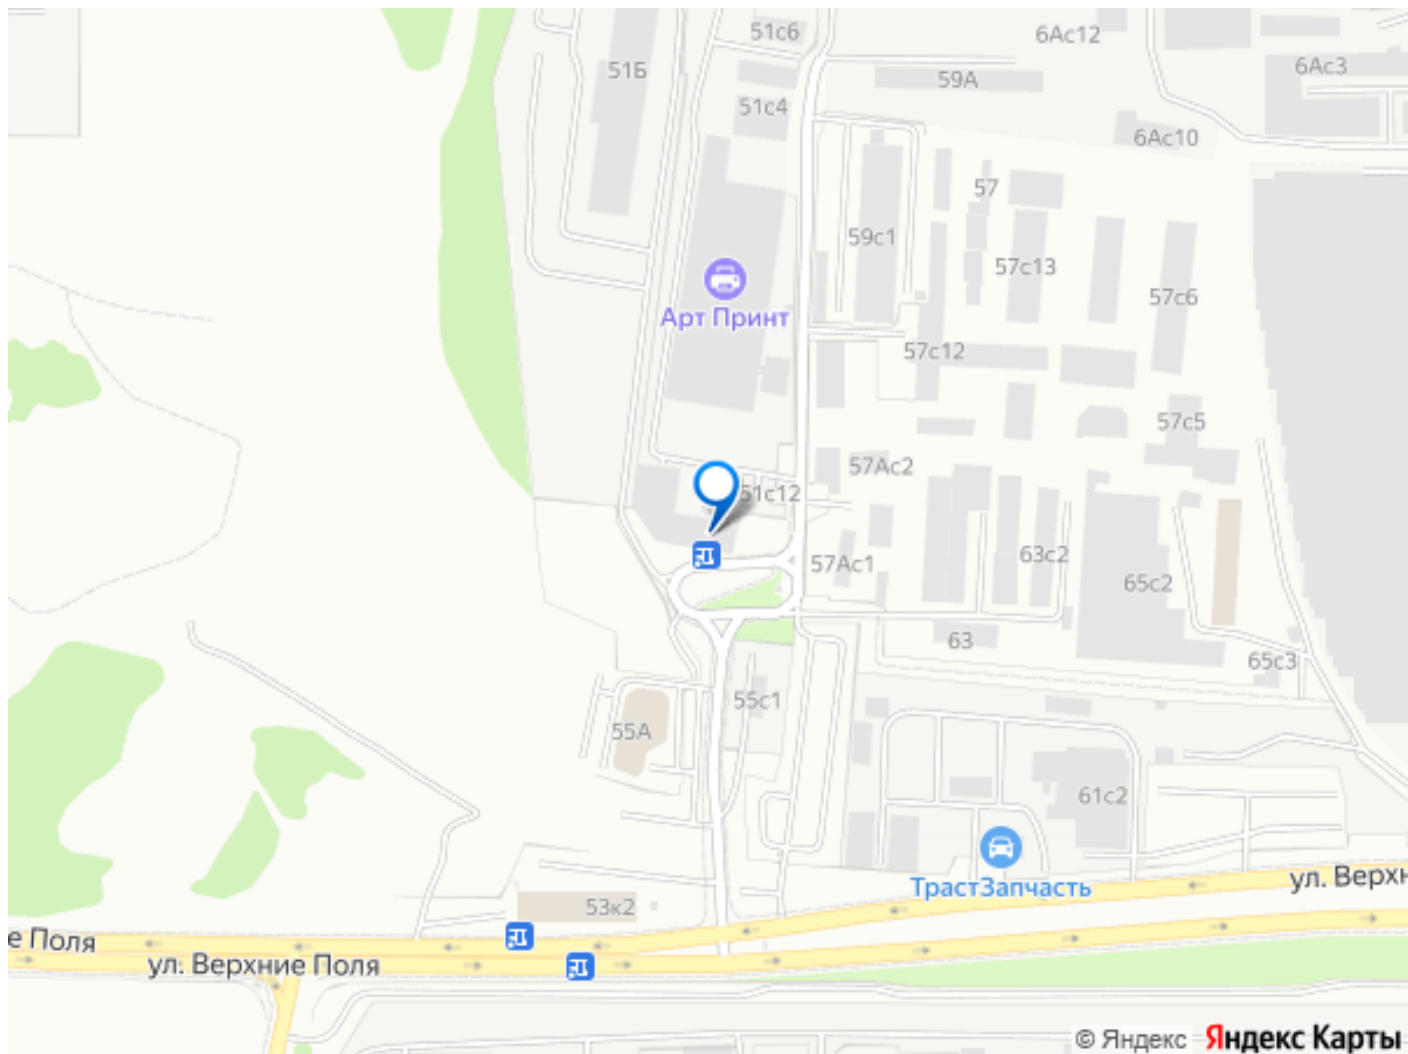 51с6
6Ас12
51Б
6Ас3
59А
51с4
6Ас10
57
59с1
57с13
57с6
Арт Принт
57с12
57с5
57Ас2
51с12
57Ас1
63с2
65с2
63
65с3
55с1
55А
61с2
ТрастЗапчасть
ул. Верхн
53к2
е Поля
ул. Верхние Поля
© Яндекс Яндекс Карты